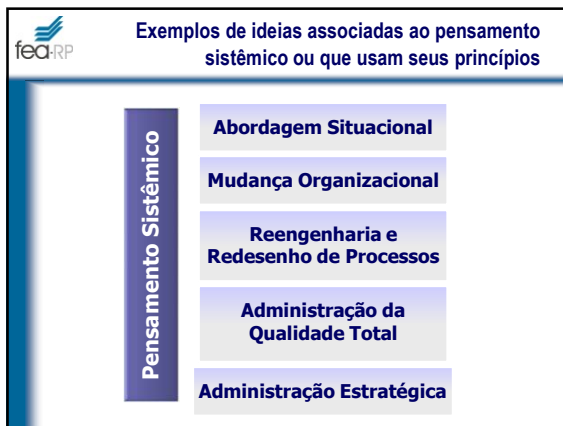 fea-RP
Exemplos de ideias associadas ao pensamento
sistêmico ou que usam seus princípios
Pensamento Sistêmico
Abordagem Situacional
Mudança Organizacional
Reengenharia e
Redesenho de Processos
Administração da
Qualidade Total
Administração Estratégica